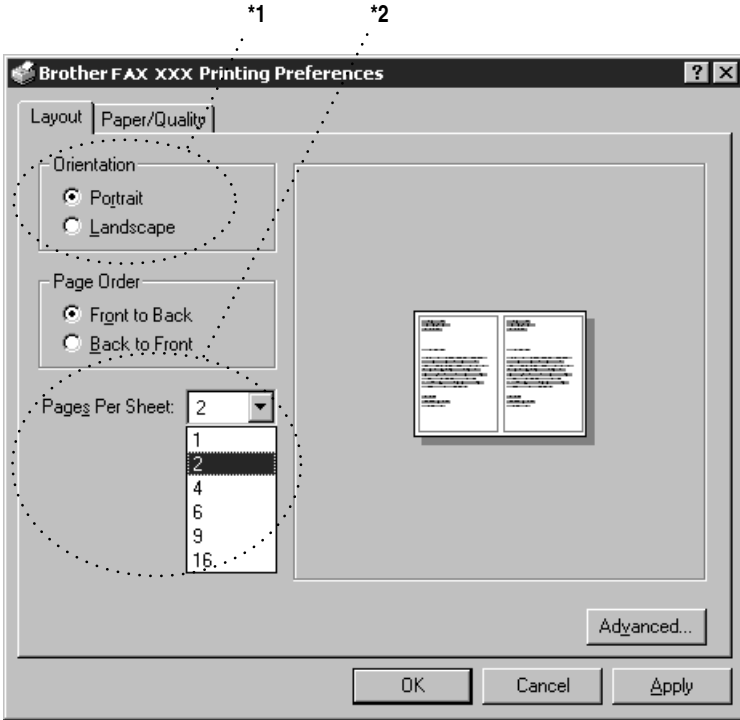 *1 *2
Brother FAX XXX Printing Preferences
Layout Paper/Quality
Orientation
Portrait
Landscape
Page Order
Front to Back
Back to Front
Pages Per Sheet: 2
1
2
4
6
9
16
Advanced...
OK Cancel Apply